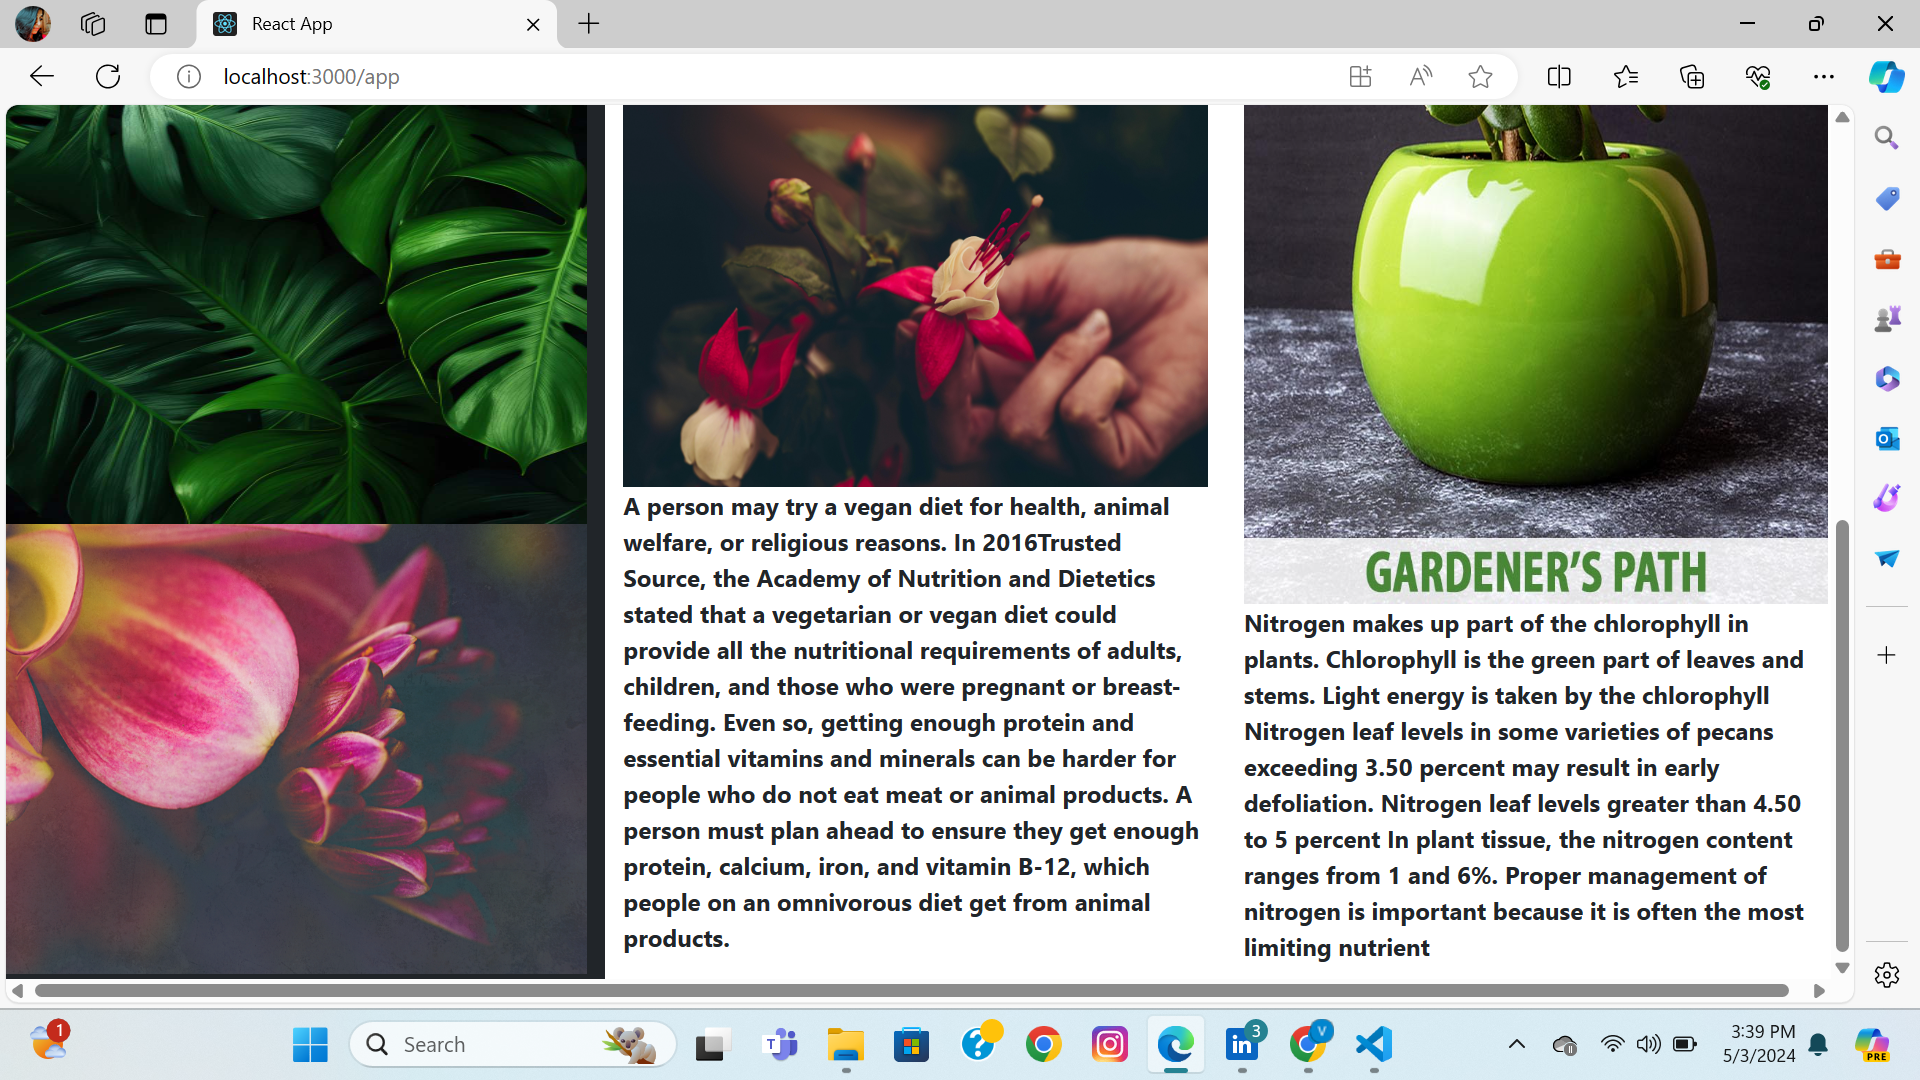 React App
localhost:3000/app
A person may try a vegan diet for health, animal
welfare, or religious reasons. In 2016Trusted
Source, the Academy of Nutrition and Dietetics
stated that a vegetarian or vegan diet could
provide all the nutritional requirements of adults,
children, and those who were pregnant or breast-
feeding. Even so, getting enough protein and
essential vitamins and minerals can be harder for
people who do not eat meat or animal products. A
person must plan ahead to ensure they get enough
protein, calcium, iron, and vitamin B-12, which
people on an omnivorous diet get from animal
products.
GARDENER'S PATH
Nitrogen makes up part of the chlorophyll in
plants. Chlorophyll is the green part of leaves and
stems. Light energy is taken by the chlorophyll
Nitrogen leaf levels in some varieties of pecans
exceeding 3.50 percent may result in early
defoliation. Nitrogen leaf levels greater than 4.50
to 5 percent In plant tissue, the nitrogen content
ranges from 1 and 6%. Proper management of
nitrogen is important because it is often the most
limiting nutrient
1
Search
T
?
in
3
V
3:39 PM
5/3/2024
PRE